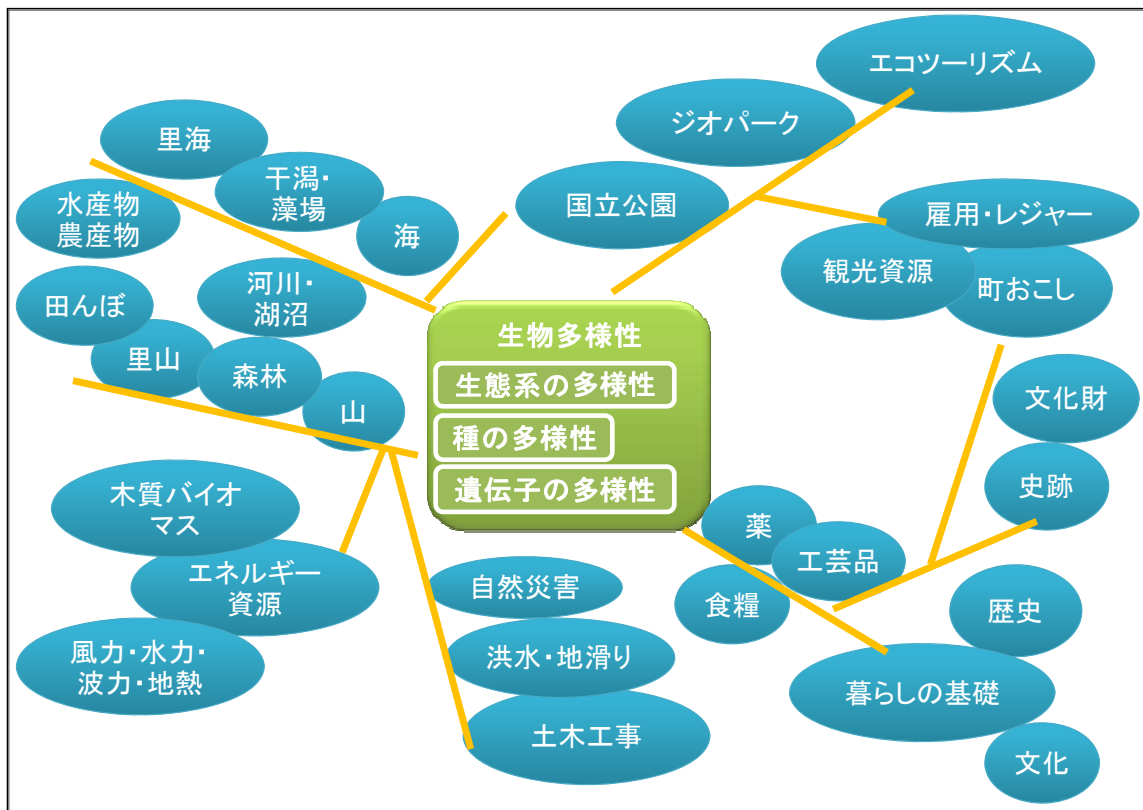 エコツーリズム
ジオパーク
里海
干潟・
藻場
海
水産物
農産物
国立公園
雇用・レジャー
観光資源
町おこし
河川・
湖沼
田んぼ
里山
森林
山
生物多様性
生態系の多様性
種の多様性
遺伝子の多様性
文化財
史跡
木質バイオ
マス
エネルギー
資源
風力・水力・
波力・地熱
薬
工芸品
食糧
自然災害
洪水・地滑り
土木工事
歴史
暮らしの基礎
文化